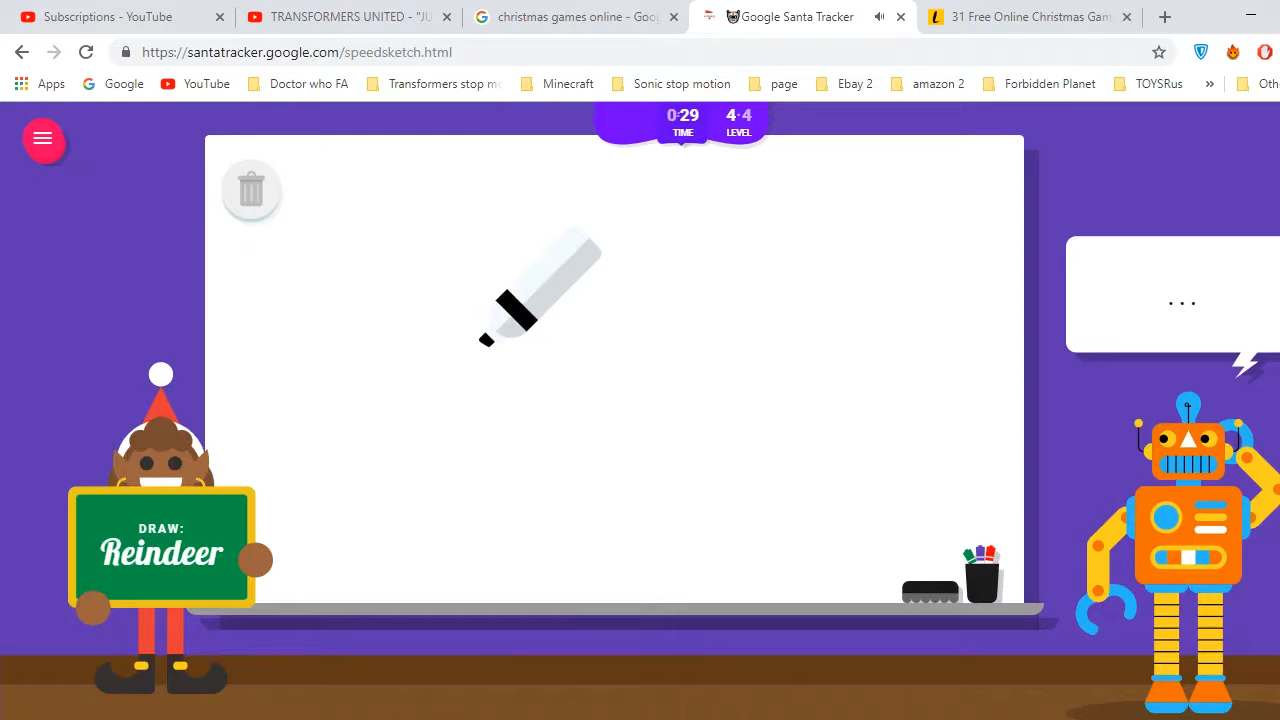 Subscriptions - YouTube
TRANSFORMERS UNITED - "JU
christmas games online - Goog
Google Santa Tracker
Free Online Christmas Gam
https://santatracker.google.com/speedsketch.html
Apps Google YouTube Doctor who FA Transformers stop mo Minecraft Sonic stop motion page Ebay 2 amazon 2 Forbidden Planet TOYSRus » Oth
0:29
TIME
4·4
LEVEL
...
DRAW:
Reindeer